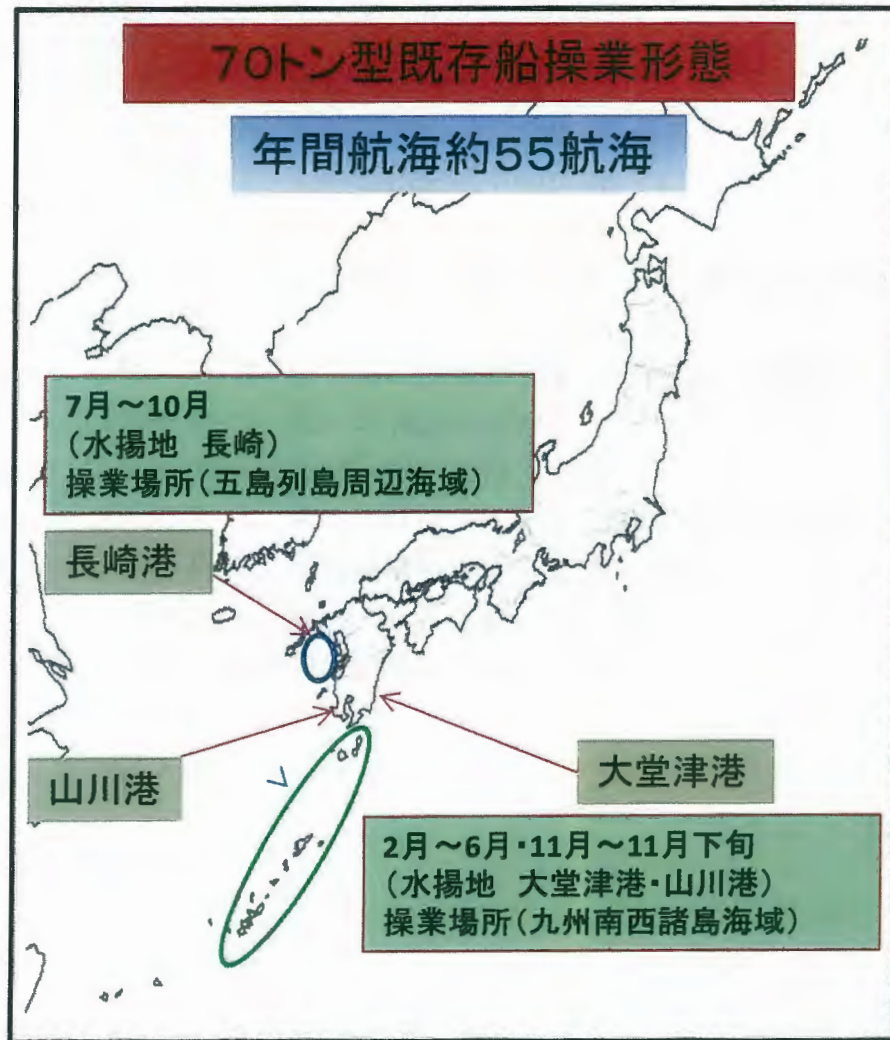 70トン型既存船操業形態
年間航海約55航海
7月～10月
(水揚地 長崎)
操業場所(五島列島周辺海域)
長崎港
山川港
大堂津港
2月～6月・11月～11月下旬
(水揚地 大堂津港・山川港)
操業場所(九州南西諸島海域)